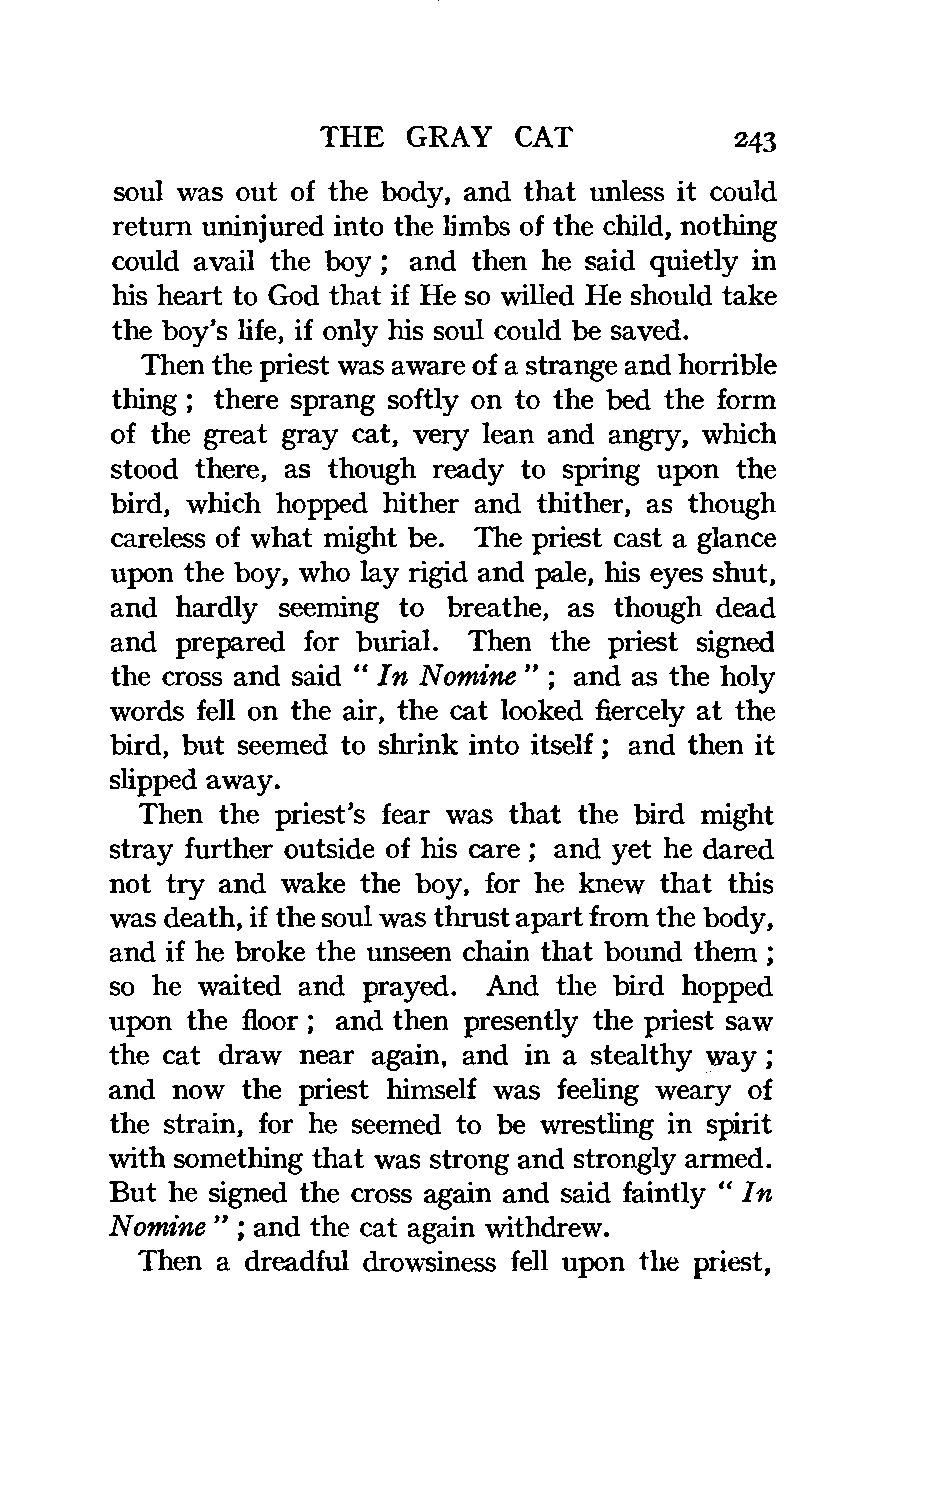 THE GRAY CAT 243
soul was out of the body, and that unless it could
return uninjured into the limbs of the child, nothing
could avail the boy ; and then he said quietly in
his heart to God that if He so willed He should take
the boy's life, if only his soul could be saved.
Then the priest was aware of a strange and horrible
thing ; there sprang softly on to the bed the form
of the great gray cat, very lean and angry, which
stood there, as though ready to spring upon the
bird, which hopped hither and thither, as though
careless of what might be. The priest cast a glance
upon the boy, who lay rigid and pale, his eyes shut,
and hardly seeming to breathe, as though dead
and prepared for burial. Then the priest signed
the cross and said " In Nomine " ; and as the holy
words fell on the air, the cat looked fiercely at the
bird, but seemed to shrink into itself ; and then it
slipped away.
Then the priest's fear was that the bird might
stray further outside of his care ; and yet he dared
not try and wake the boy, for he knew that this
was death, if the soul was thrust apart from the body,
and if he broke the unseen chain that bound them ;
so he waited and prayed. And the bird hopped
upon the floor ; and then presently the priest saw
the cat draw near again, and in a stealthy way ;
and now the priest himself was feeling weary of
the strain, for he seemed to be wrestling in spirit
with something that was strong and strongly armed.
But he signed the cross again and said faintly " In
Nomine " ; and the cat again withdrew.
Then a dreadful drowsiness fell upon the priest,